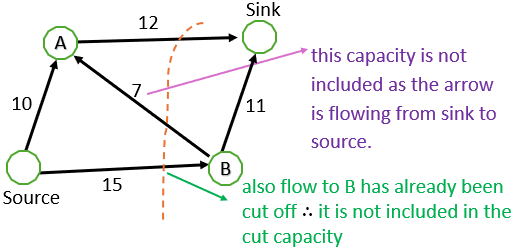 Sink
12
A
this capacity is not
included as the arrow
is flowing from sink to
source.
7
10
11
B
15
Source
also flow to B has already been
cut off ∴ it is not included in the
cut capacity